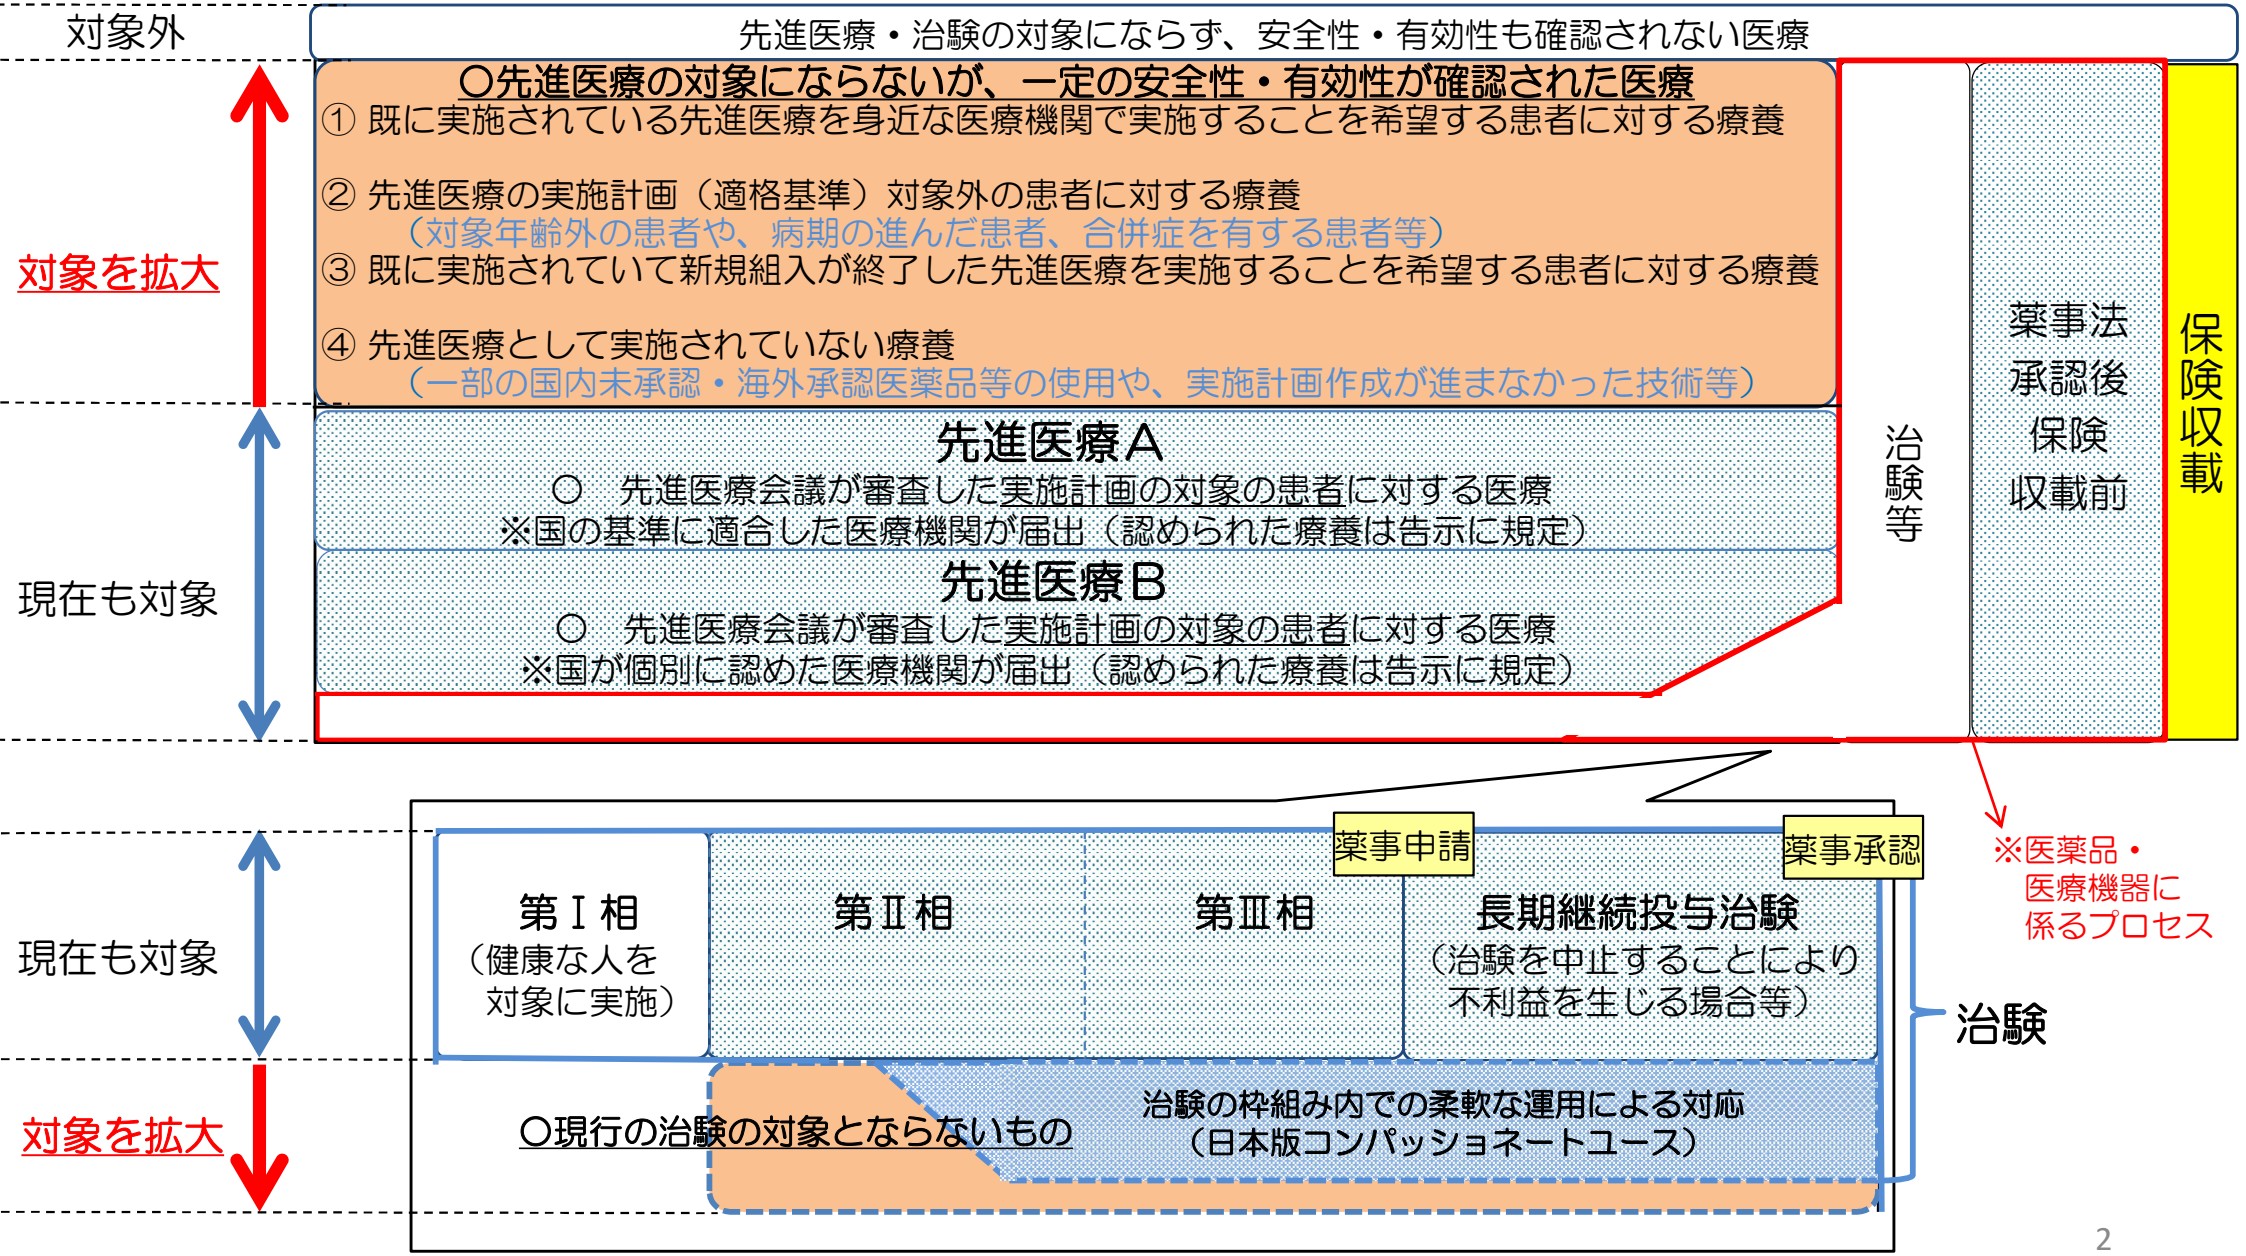 対象外
先進医療・治験の対象にならず、安全性・有効性も確認されない医療
対象を拡大
〇先進医療の対象にならないが、一定の安全性・有効性が確認された医療
① 既に実施されている先進医療を身近な医療機関で実施することを希望する患者に対する療養
② 先進医療の実施計画（適格基準）対象外の患者に対する療養
（対象年齢外の患者や、病期の進んだ患者、合併症を有する患者等）
③ 既に実施されていて新規組入が終了した先進医療を実施することを希望する患者に対する療養
④ 先進医療として実施されていない療養
（一部の国内未承認・海外承認医薬品等の使用や、実施計画作成が進まなかった技術等）
現在も対象
先進医療Ａ
〇　先進医療会議が審査した実施計画の対象の患者に対する医療
※国の基準に適合した医療機関が届出（認められた療養は告示に規定）
先進医療Ｂ
〇　先進医療会議が審査した実施計画の対象の患者に対する医療
※国が個別に認めた医療機関が届出（認められた療養は告示に規定）
治験等
薬事法
承認後
保険
収載前
保険収載
※医薬品・
医療機器に
係るプロセス
現在も対象
薬事申請
薬事承認
第Ⅰ相
（健康な人を
対象に実施）
第Ⅱ相
第Ⅲ相
長期継続投与治験
（治験を中止することにより
不利益を生じる場合等）
治験
対象を拡大
〇現行の治験の対象とならないもの
治験の枠組み内での柔軟な運用による対応
（日本版コンパッショネートユース）
2